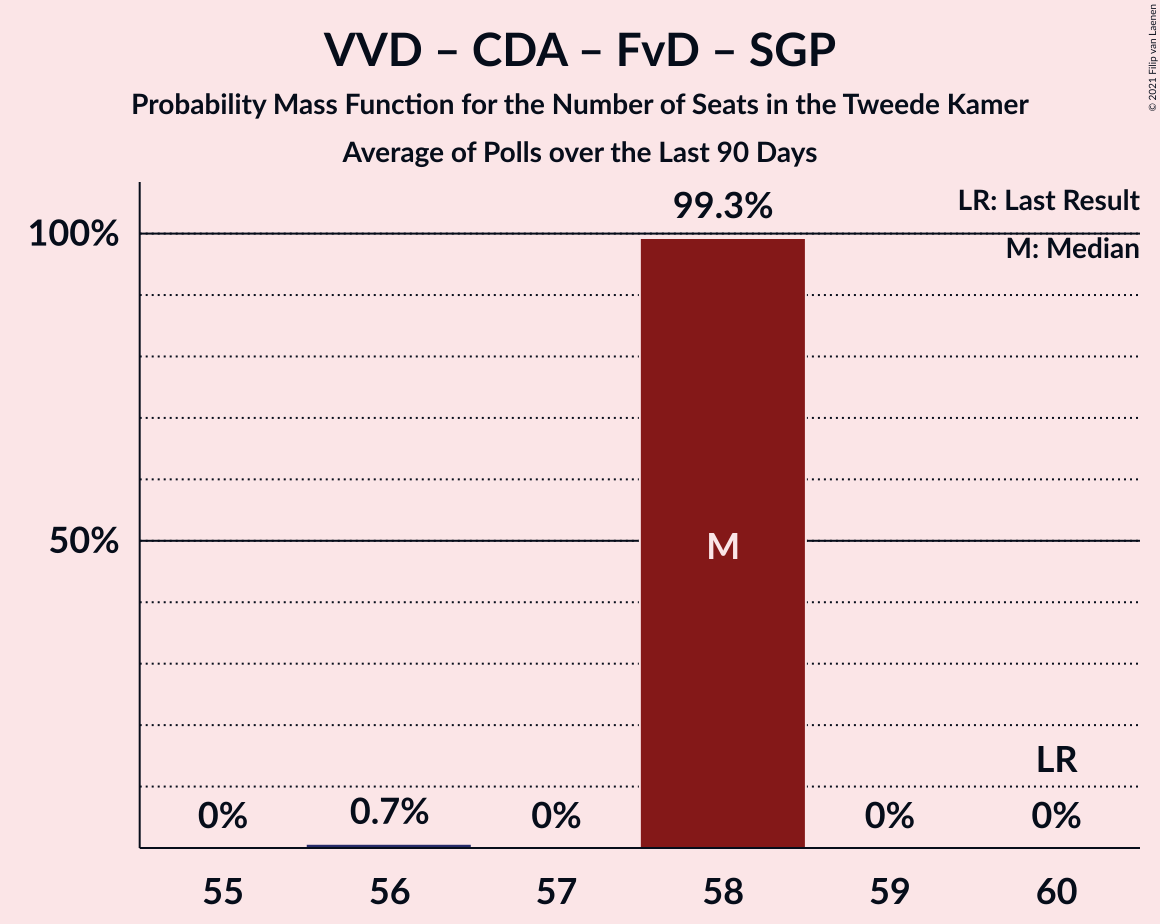 VVD – CDA – FvD – SGP
Probability Mass Function for the Number of Seats in the Tweede Kamer
Average of Polls over the Last 90 Days
© 2021 Filip van Laenen
LR: Last Result
M: Median
100%
50%
99.3%
M
LR
0%
0.7%
0%
0%
0%
55
56
57
58
59
60